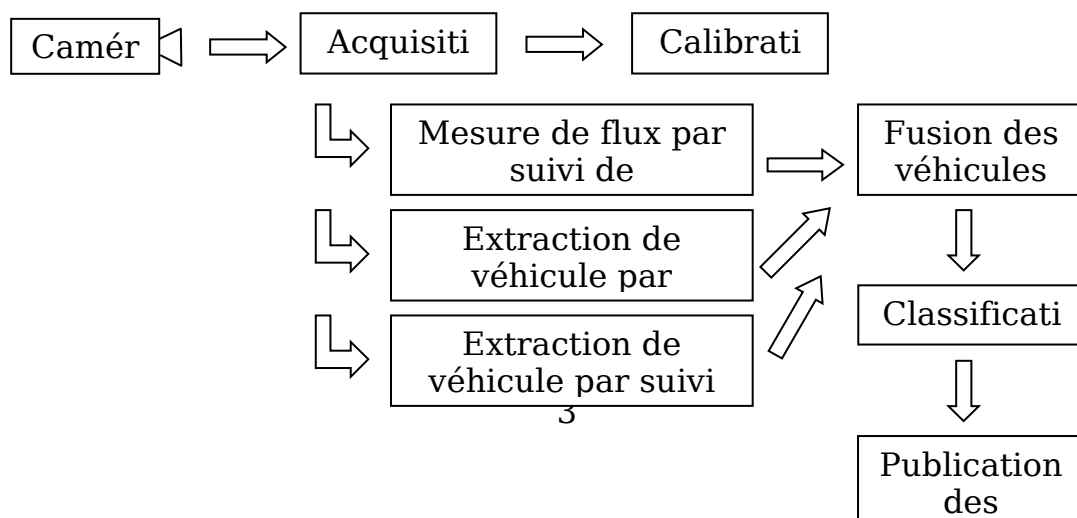 Camér
Acquisiti
Calibrati
Mesure de flux par
suivi de
Fusion des
véhicules
Extraction de
véhicule par
Classificati
Extraction de
véhicule par suivi
3
Publication
des